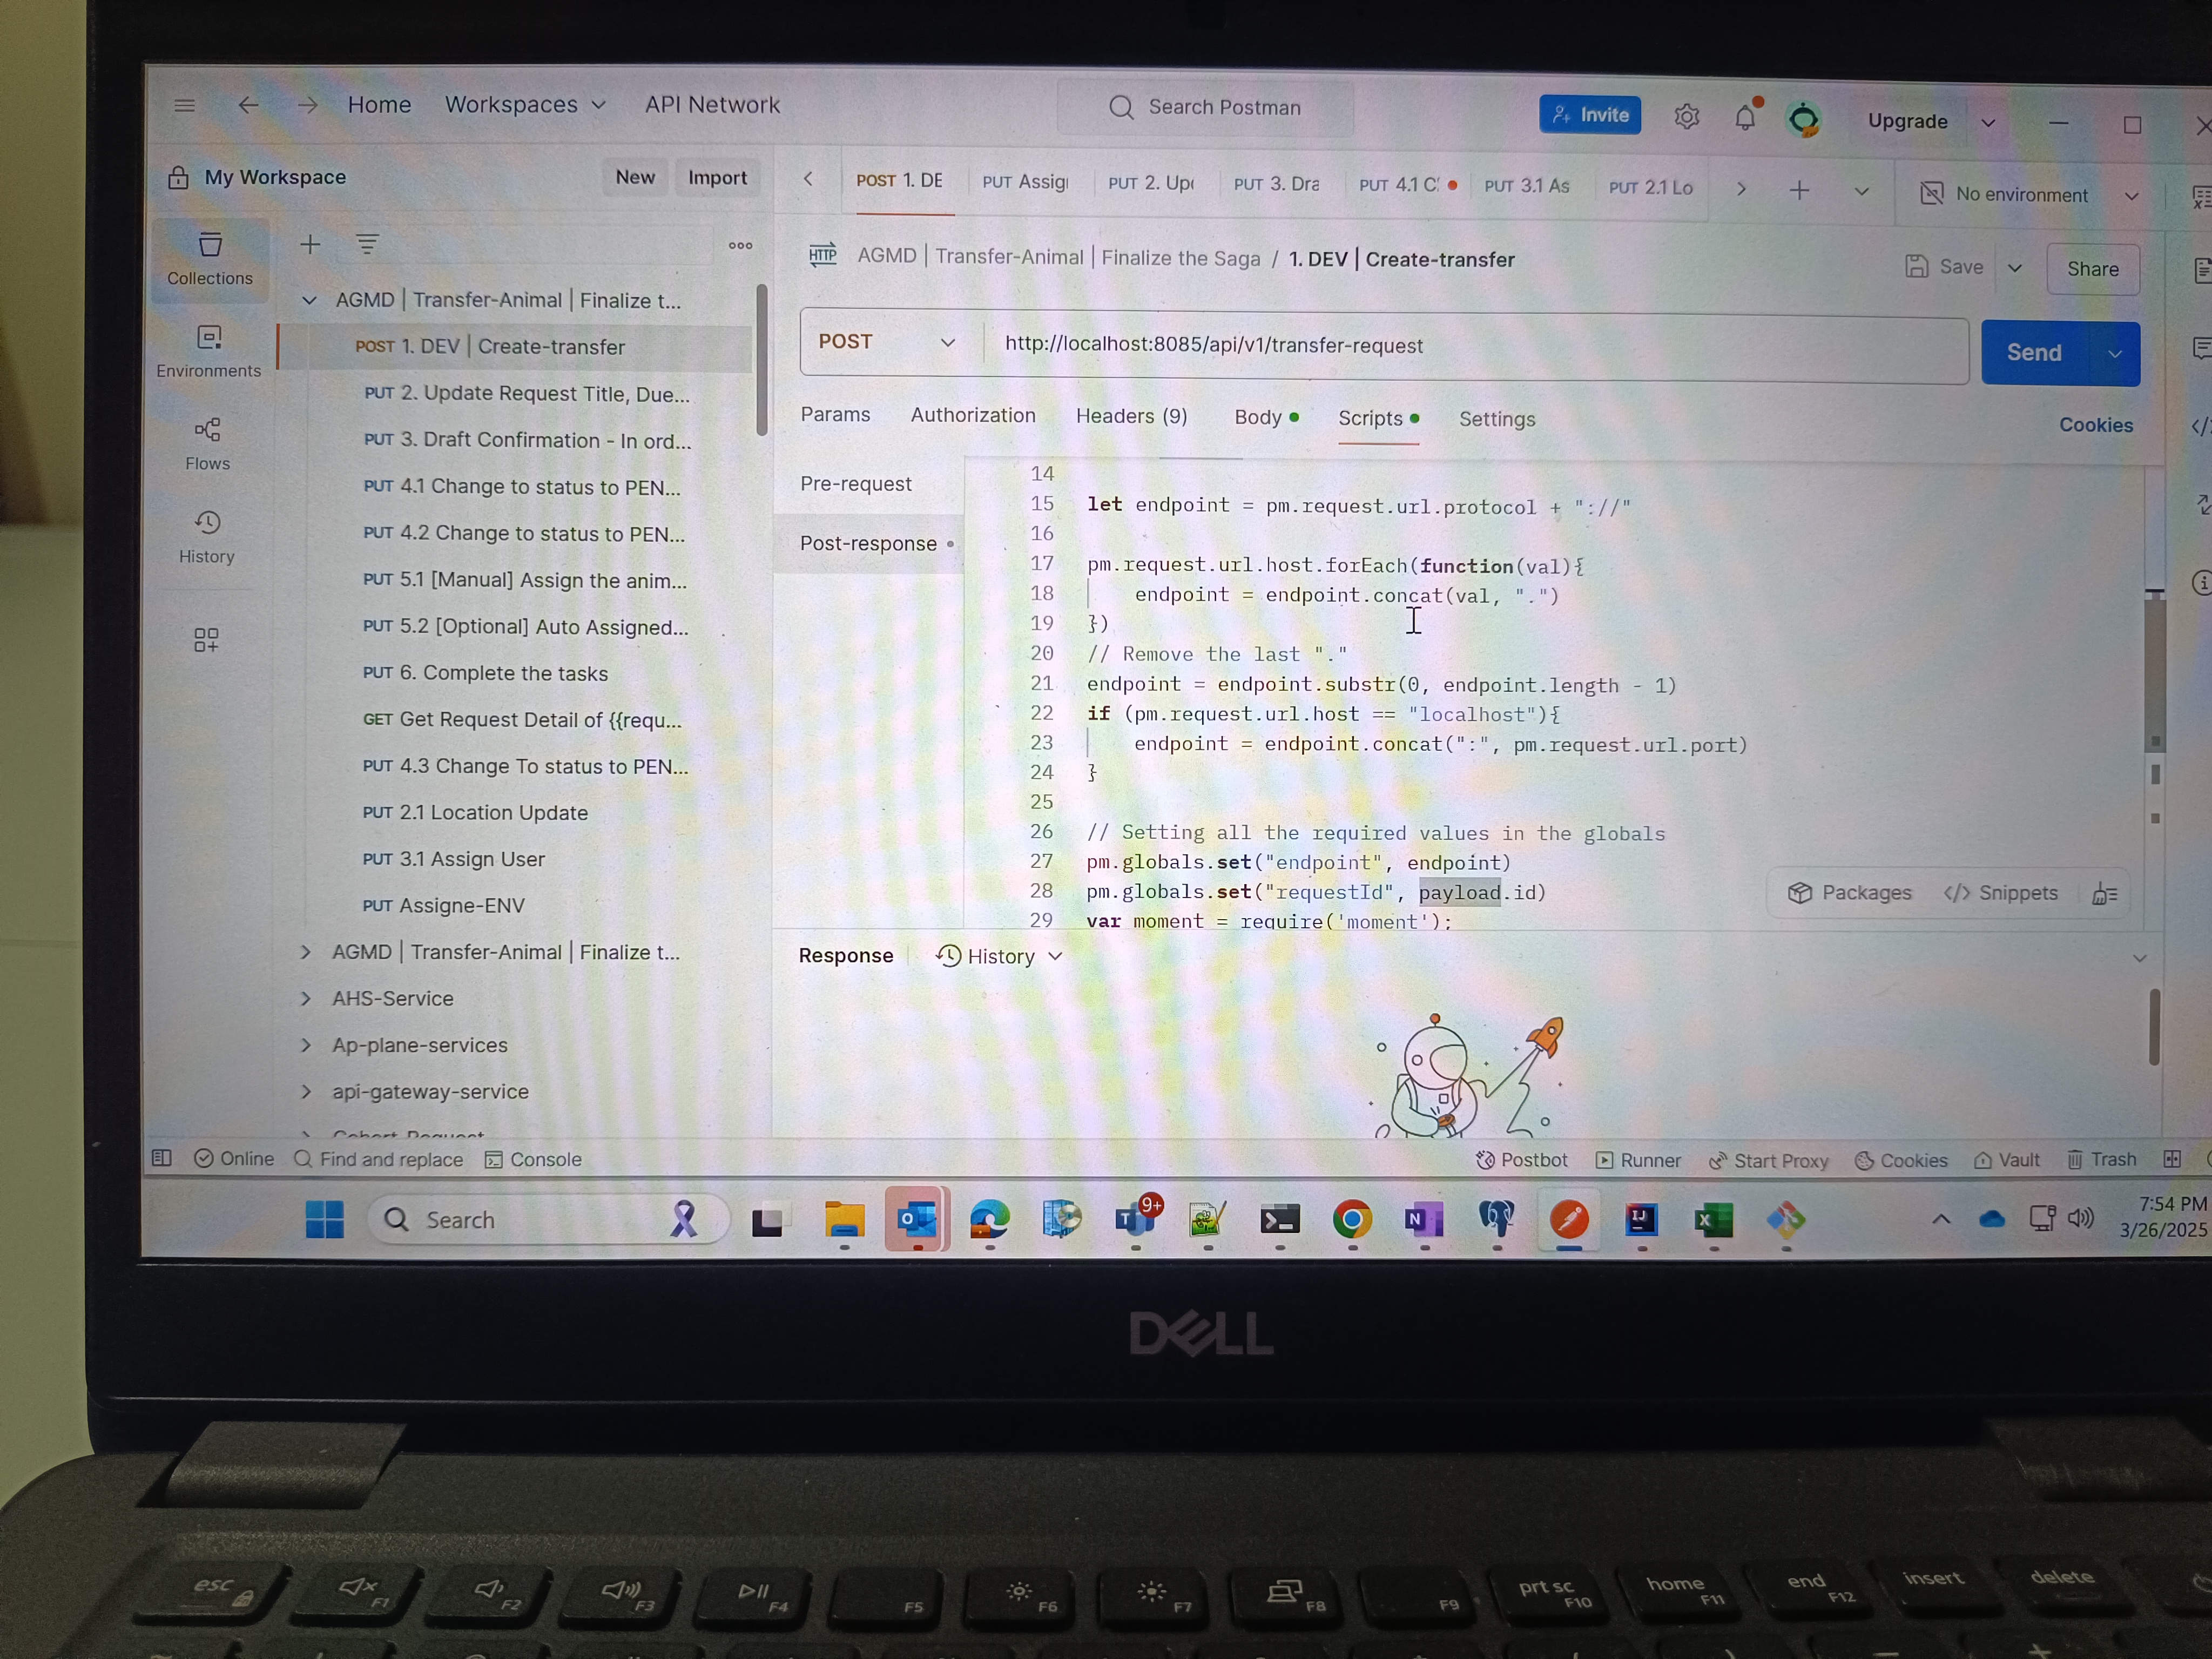 Home Workspaces API Network Search Postman Invite Upgrade
My Workspace New Import POST 1. DE PUT Assig PUT 2. Up PUT 3. Dra PUT 4.1 C PUT 3.1 As PUT 2.1 Lo No environment
Collections
Environments
Flows
History
AGMD | Transfer-Animal | Finalize t...
POST 1. DEV | Create-transfer
PUT 2. Update Request Title, Due...
PUT 3. Draft Confirmation - In ord...
PUT 4.1 Change to status to PEN...
PUT 4.2 Change to status to PEN...
PUT 5.1 [Manual] Assign the anim...
PUT 5.2 [Optional] Auto Assigned...
PUT 6. Complete the tasks
GET Get Request Detail of {{requ...
PUT 4.3 Change To status to PEN...
PUT 2.1 Location Update
PUT 3.1 Assign User
PUT Assigne-ENV
AGMD | Transfer-Animal | Finalize t...
AHS-Service
Ap-plane-services
api-gateway-service
HTTP AGMD | Transfer-Animal | Finalize the Saga / 1. DEV | Create-transfer Save Share
POST http://localhost:8085/api/v1/transfer-request Send
Params Authorization Headers (9) Body Scripts Settings Cookies
Pre-request
Post-response
14
15 let endpoint = pm.request.url.protocol + "://"
16
17 pm.request.url.host.forEach(function(val){
18 endpoint = endpoint.concat(val, ".")
19 })
20 // Remove the last "."
21 endpoint = endpoint.substr(0, endpoint.length - 1)
22 if (pm.request.url.host == "localhost"){
23 endpoint = endpoint.concat(":", pm.request.url.port)
24 }
25
26 // Setting all the required values in the globals
27 pm.globals.set("endpoint", endpoint)
28 pm.globals.set("requestId", payload.id)
29 var moment = require('moment');
Packages Snippets
Response History
Online Find and replace Console Postbot Runner Start Proxy Cookies Vault Trash
Search 9+ 7:54 PM
3/26/2025
DELL
esc F1 F2 F3 F4 F5 F6 F7 F8 F9 prt sc F10 home F11 end F12 insert delete